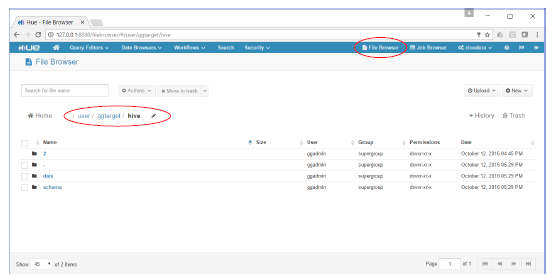 Hue - File Browser
127.0.0.1:8888/filebrowser/#/user/ggtarget/hive
HUE Query Editors Data Browsers Workflows Search Security File Browser Job Browser cloudera
File Browser
Search for file name Actions Move to trash Upload New
Home / user / ggtarget / hive History Trash
Name Size User Group Permissions Date
ggadmin supergroup drwxr-xr-x October 12, 2016 04:45 PM
. ggadmin supergroup drwxr-xr-x October 12, 2016 05:29 PM
data ggadmin supergroup drwxr-xr-x October 12, 2016 05:29 PM
schema ggadmin supergroup drwxr-xr-x October 12, 2016 05:29 PM
Show 45 of 2 items Page 1 of 1